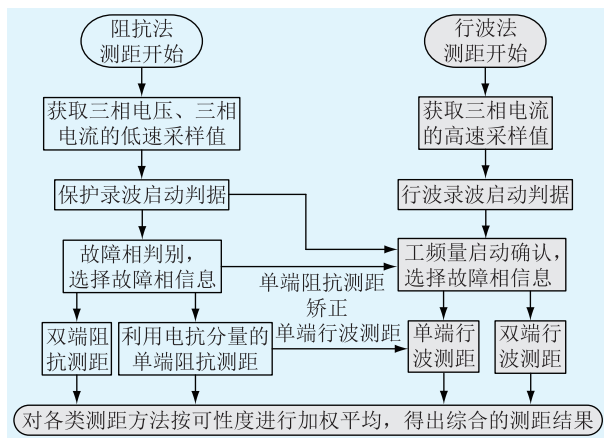 阻抗法
测距开始
行波法
测距开始
获取三相电压、三相
电流的低速采样值
获取三相电流
的高速采样值
保护录波启动判据
行波录波启动判据
故障相判别，
选择故障相信息
工频量启动确认，
选择故障相信息
单端阻抗测距
矫正
单端行波测距
双端阻
抗测距
利用电抗分量的
单端阻抗测距
单端行
波测距
双端行
波测距
对各类测距方法按可性度进行加权平均，得出综合的测距结果